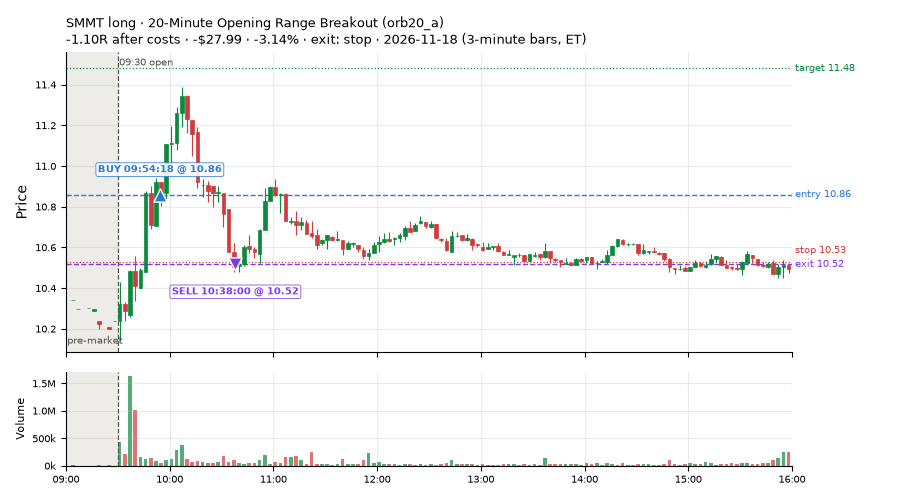 SMMT long · 20-Minute Opening Range Breakout (orb20_a)
-1.10R after costs · -$27.99 · -3.14% · exit: stop · 2026-11-18 (3-minute bars, ET)
09:30 open
target 11.48
11.4
11.2
11.0
10.8
10.6
10.4
10.2
Price
BUY 09:54:18 @ 10.86
entry 10.86
stop 10.53
exit 10.52
SELL 10:38:00 @ 10.52
pre-market
1.5M
1.0M
500k
0k
Volume
09:00
10:00
11:00
12:00
13:00
14:00
15:00
16:00